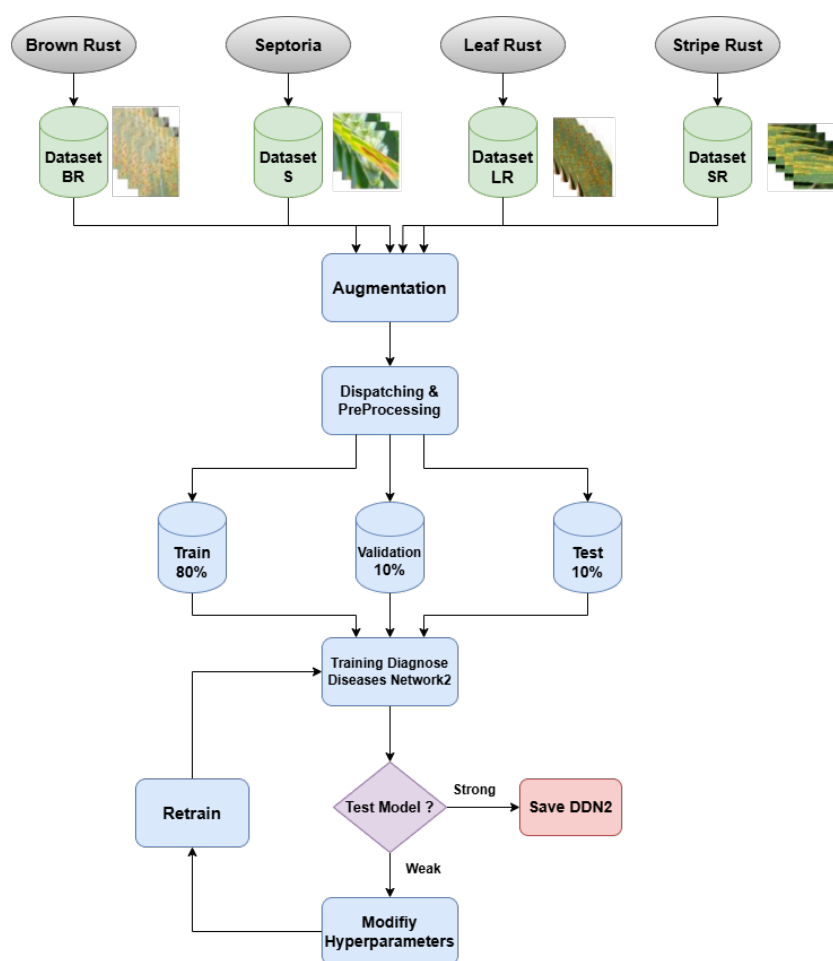 Brown Rust
Septoria
Leaf Rust
Stripe Rust
Dataset
BR
Dataset
S
Dataset
LR
Dataset
SR
Augmentation
Dispatching &
PreProcessing
Train
80%
Validation
10%
Test
10%
Training Diagnose
Diseases Network2
Test Model ?
Strong
Save DDN2
Retrain
Weak
Modifiy
Hyperparameters